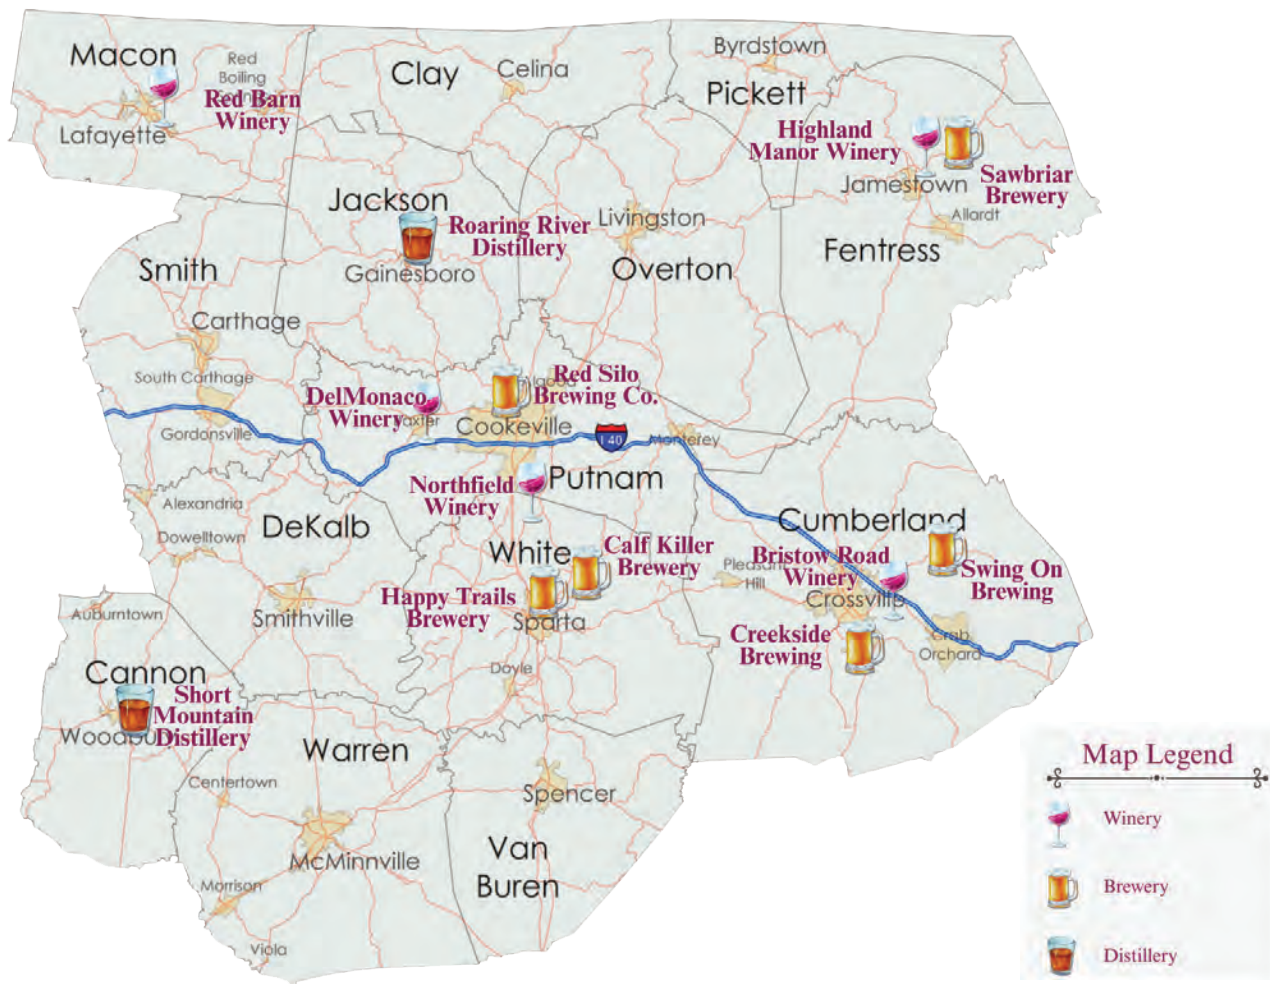 Macon
Red
Boiling
Red Barn
Winery
Lafayette
Clay
Celina
Byrdstown
Pickett
Highland
Manor Winery
Sawbriar
Brewery
Jamestown
Allardt
Fentress
Jackson
Roaring River
Distillery
Gainesboro
Livingston
Overton
Smith
Carthage
South Carthage
Gordonsville
DelMonaco
Winery
Red Silo
Brewing Co.
Cookeville
I 40
Monterey
Northfield
Winery
Putnam
Alexandria
Dowelltown
DeKalb
Smithville
White
Calf Killer
Brewery
Happy Trails
Brewery
Sparta
Doyle
Cumberland
Pleasant
Hill
Bristow Road
Winery
Crossville
Swing On
Brewing
Creekside
Brewing
Crab
Orchard
Auburntown
Cannon
Short
Mountain
Distillery
Warren
Centertown
McMinnville
Morrison
Viola
Spencer
Van
Buren
Map Legend
Winery
Brewery
Distillery